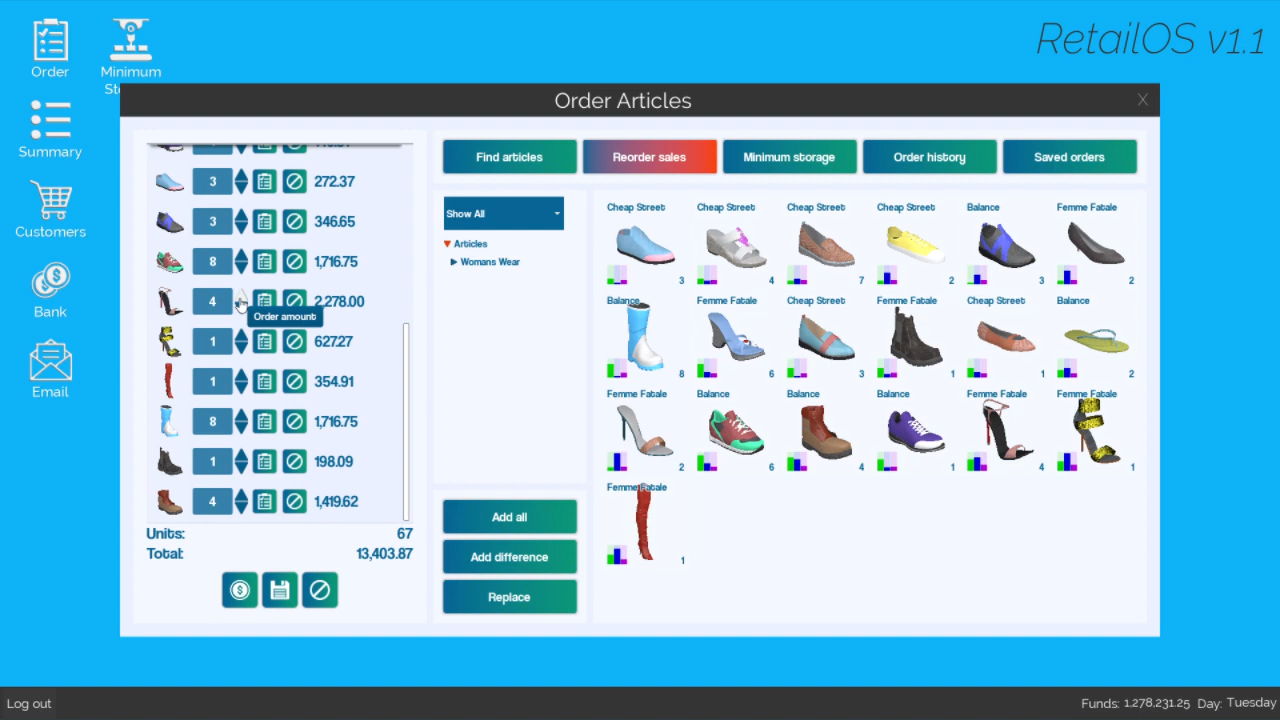 RetailOS v1.1
Order
Minimum
Summary
Customers
Bank
Email
Order Articles
X
3 272.37
3 346.65
8 1,716.75
4 2,278.00
Order amount
1 627.27
1 354.91
8 1,716.75
1 198.09
4 1,419.62
Units: 67
Total: 13,403.87
Find articles
Reorder sales
Minimum storage
Order history
Saved orders
Show All
Articles
Womans Wear
Add all
Add difference
Replace
Cheap Street Cheap Street Cheap Street Cheap Street Balance Femme Fatale
3 4 7 2 3 2
Balance Femme Fatale Cheap Street Femme Fatale Cheap Street Balance
8 6 3 1 1 2
Femme Fatale Balance Balance Balance Femme Fatale Femme Fatale
2 6 4 1 4 1
Femme Fatale
1
Log out
Funds: 1,278,231.25 Day: Tuesday